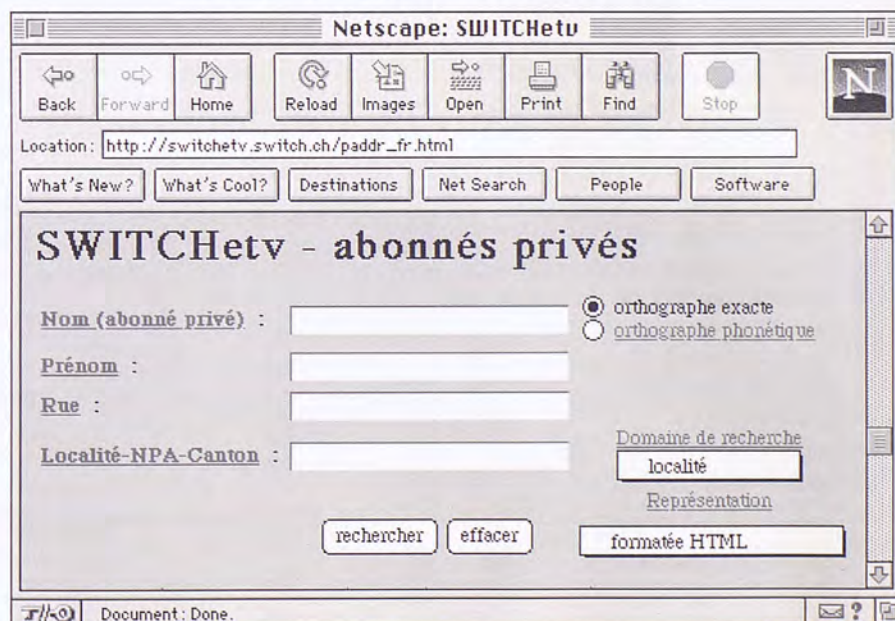 Netscape: SWITCHetv
Back Forward Home Reload Images Open Print Find Stop N
Location: http://switchetv.switch.ch/paddr_fr.html
What's New? What's Cool? Destinations Net Search People Software
SWITCHetv - abonnés privés
Nom (abonné privé) : orthographe exacte
orthographe phonétique
Prénom :
Rue :
Domaine de recherche
Localité-NPA-Canton : localité
Représentation
rechercher effacer formatée HTML
Document: Done. ?